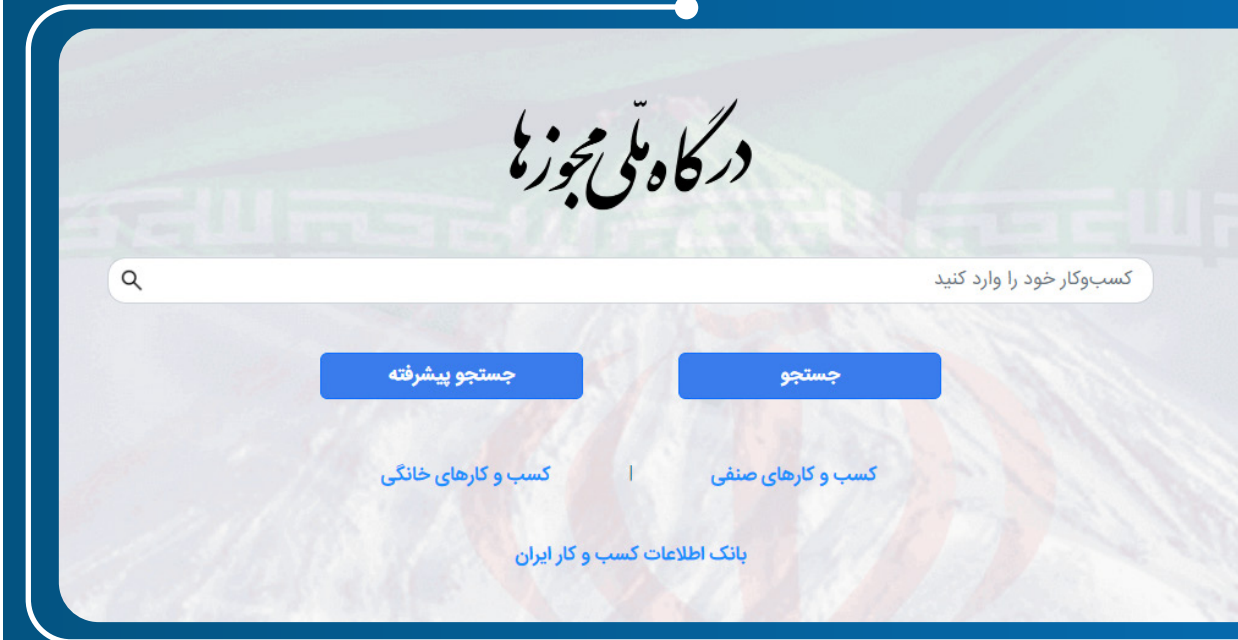 درگاه ملّی مجوزها
کسب‌وکار خود را وارد کنید
جستجو
جستجو پیشرفته
کسب و کارهای صنفی | کسب و کارهای خانگی
بانک اطلاعات کسب و کار ایران